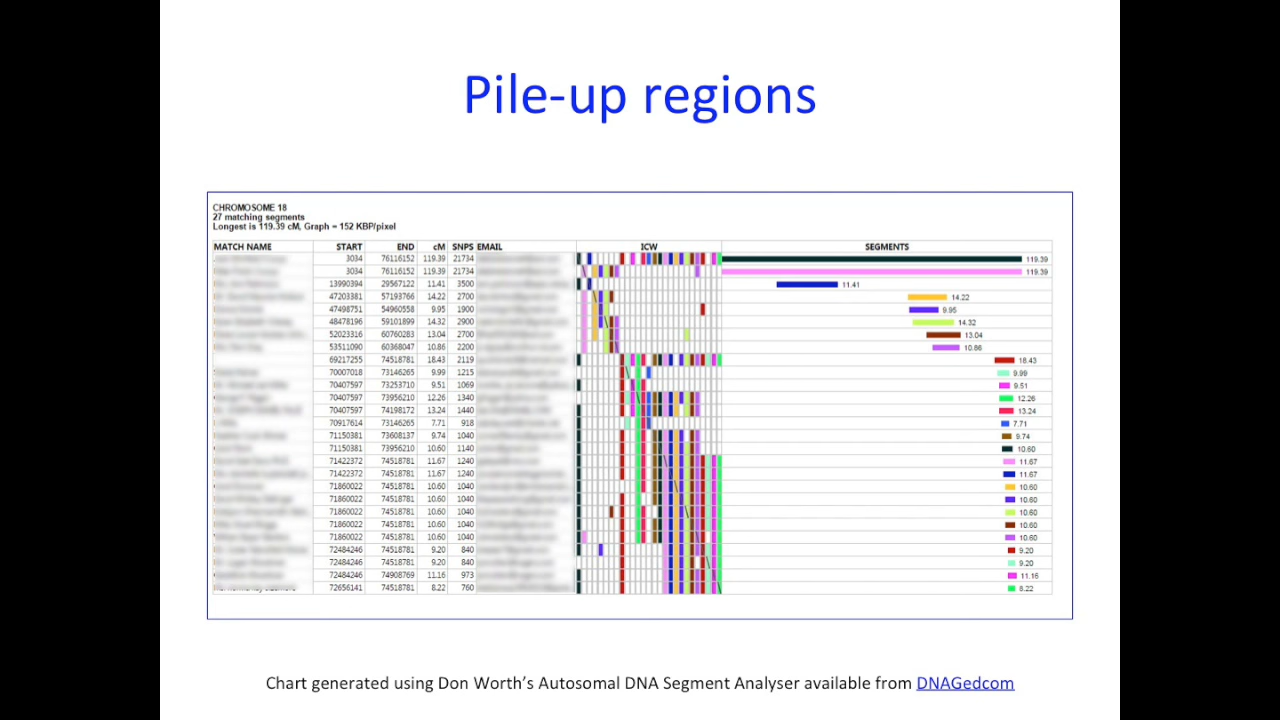 Pile-up regions
CHROMOSOME 18
27 matching segments
Longest is 119.39 cM, Graph = 152 KBP/pixel
MATCH NAME START END cM SNPS EMAIL ICW SEGMENTS
3034 76116152 119.39 21734 119.39
3034 76116152 119.39 21734 119.39
13990394 29567122 11.41 3500 11.41
47203381 57193766 14.22 2700 14.22
47498751 54960558 9.95 1900 9.95
48478196 59101899 14.32 2900 14.32
52023316 60760283 13.04 2700 13.04
53511090 60368047 10.86 2200 10.86
69217255 74518781 18.43 2119 18.43
70007018 73146265 9.99 1215 9.99
70407597 73253710 9.51 1069 9.51
70407597 73956210 12.26 1340 12.26
70407597 74198172 13.24 1440 13.24
70917614 73146265 7.71 918 7.71
71150381 73608137 9.74 1040 9.74
71150381 73956210 10.60 1140 10.60
71422372 74518781 11.67 1240 11.67
71422372 74518781 11.67 1240 11.67
71860022 74518781 10.60 1040 10.60
71860022 74518781 10.60 1040 10.60
71860022 74518781 10.60 1040 10.60
71860022 74518781 10.60 1040 10.60
71860022 74518781 10.60 1040 10.60
72484246 74518781 9.20 840 9.20
72484246 74518781 9.20 840 9.20
72484246 74908769 11.16 973 11.16
72656141 74518781 8.22 760 8.22
Chart generated using Don Worth's Autosomal DNA Segment Analyser available from DNAGedcom